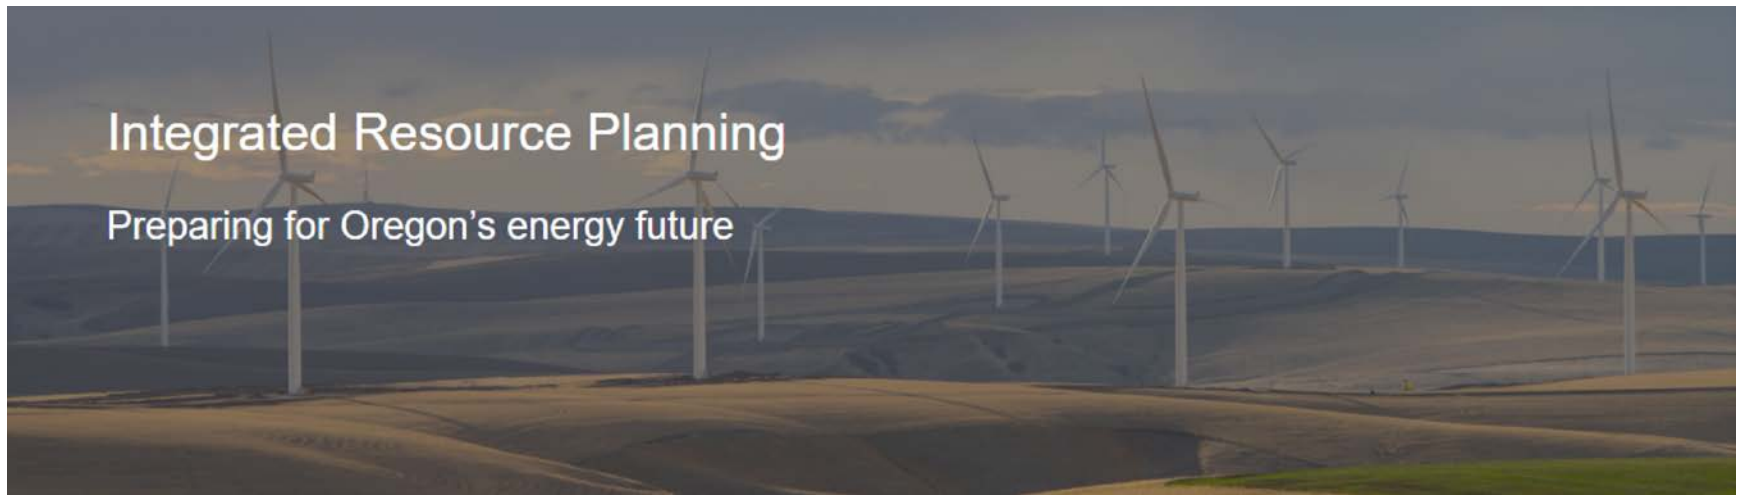 Integrated Resource Planning
Preparing for Oregon’s energy future